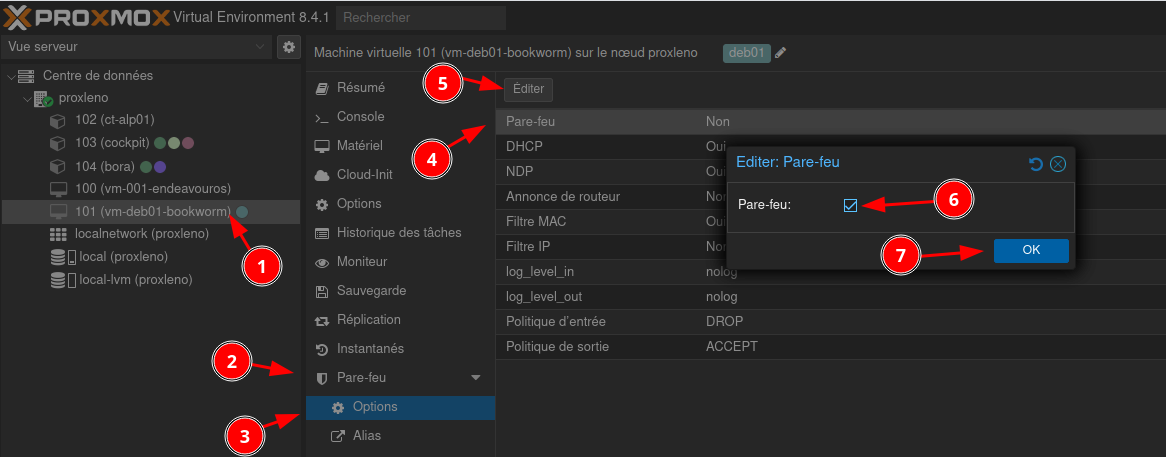 PROXMOX Virtual Environment 8.4.1 Rechercher
Vue serveur
Machine virtuelle 101 (vm-deb01-bookworm) sur le nœud proxleno deb01
Centre de données
proxleno
102 (ct-alp01)
103 (cockpit)
104 (bora)
100 (vm-001-endeavouros)
101 (vm-deb01-bookworm)
localnetwork (proxleno)
local (proxleno)
local-lvm (proxleno)
1
Résumé
Console
Matériel
Cloud-Init
Options
Historique des tâches
Moniteur
Sauvegarde
Réplication
Instantanés
2
Pare-feu
3
Options
Alias
5
Éditer
4
Pare-feu Non
DHCP Oui
NDP Oui
Annonce de routeur Non
Filtre MAC Oui
Filtre IP Non
log_level_in nolog
log_level_out nolog
Politique d'entrée DROP
Politique de sortie ACCEPT
Editer: Pare-feu
Pare-feu:
6
7
OK